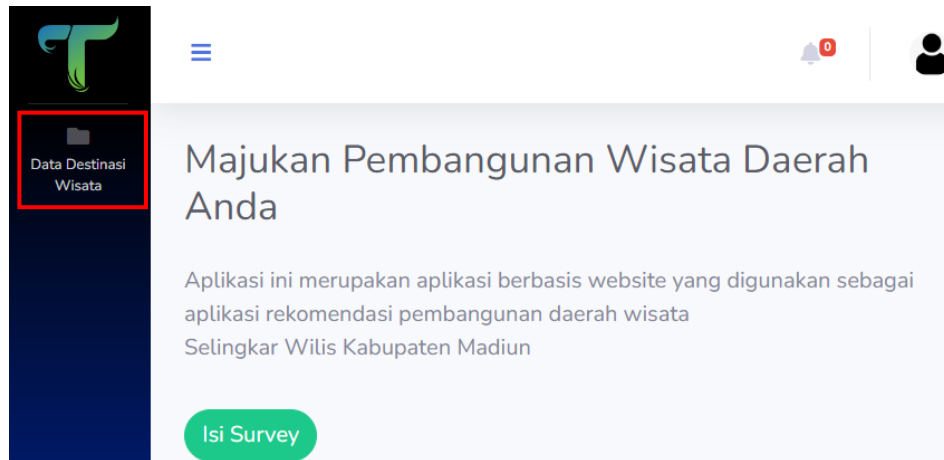 0
Data Destinasi
Wisata
Majukan Pembangunan Wisata Daerah
Anda
Aplikasi ini merupakan aplikasi berbasis website yang digunakan sebagai
aplikasi rekomendasi pembangunan daerah wisata
Selingkar Wilis Kabupaten Madiun
Isi Survey